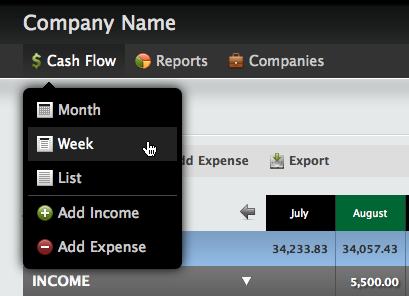 Company Name
Cash Flow Reports Companies
Month
Week
List
Add Income
Add Expense
dd Expense Export
July August
34,233.83 34,057.43
INCOME 5,500.00